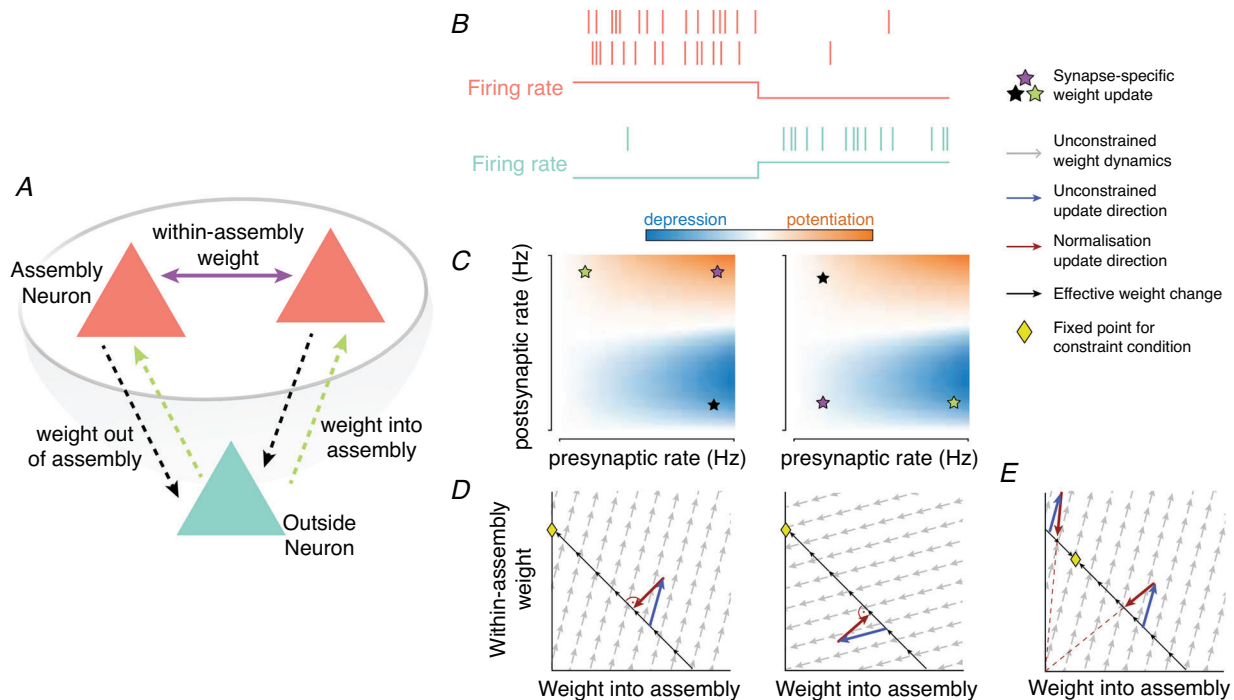 A
within-assembly
weight
Assembly
Neuron
weight out
of assembly
weight into
assembly
Outside
Neuron
B
Firing rate
Firing rate
depression
potentiation
C
postsynaptic rate (Hz)
presynaptic rate (Hz)
presynaptic rate (Hz)
D
Within-assembly
weight
Weight into assembly
Weight into assembly
E
Weight into assembly
Synapse-specific
weight update
Unconstrained
weight dynamics
Unconstrained
update direction
Normalisation
update direction
Effective weight change
Fixed point for
constraint condition